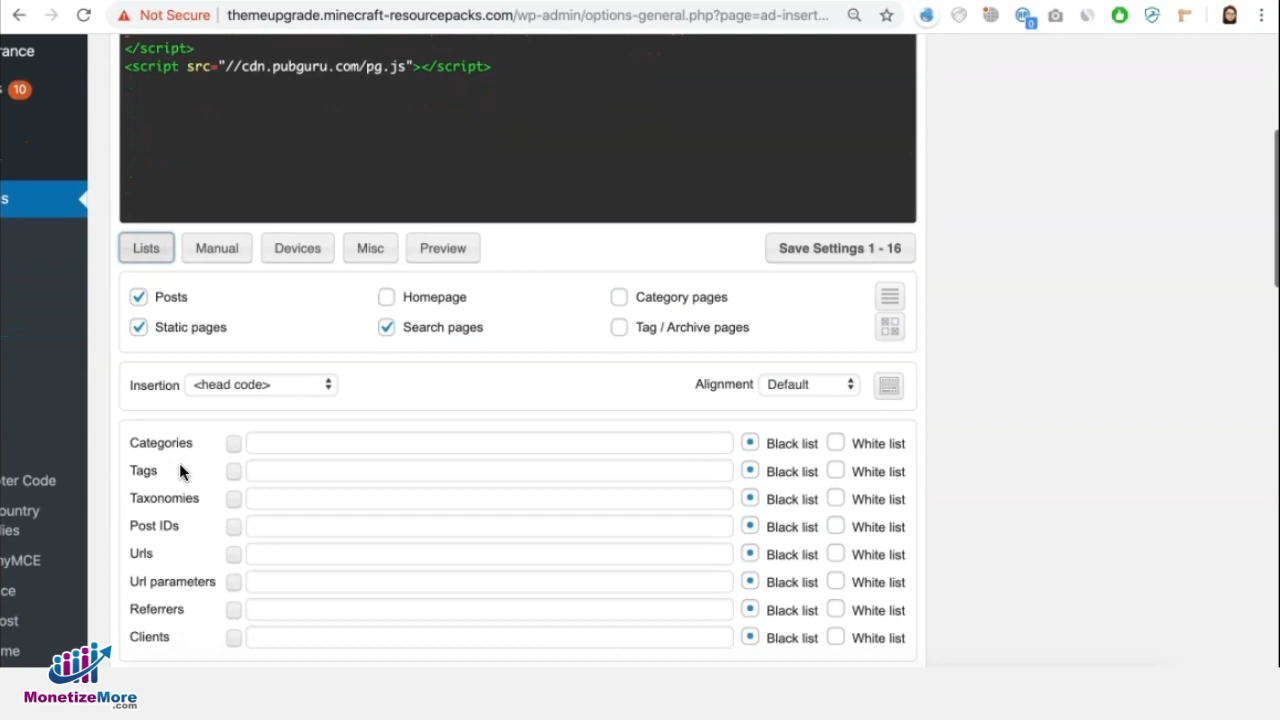 Not Secure themeupgrade.minecraft-resourcepacks.com/wp-admin/options-general.php?page=ad-insert...
0
rance
</script>
<script src="//cdn.pubguru.com/pg.js"></script>
s 10
s
Lists Manual Devices Misc Preview Save Settings 1 - 16
Posts Homepage Category pages
Static pages Search pages Tag / Archive pages
Insertion <head code> Alignment Default
Categories Black list White list
Tags Black list White list
ter Code
Taxonomies Black list White list
ountry
Post IDs Black list White list
lies
Urls Black list White list
nyMCE
Url parameters Black list White list
ce
Referrers Black list White list
ost
Clients Black list White list
me
MonetizeMore
.com